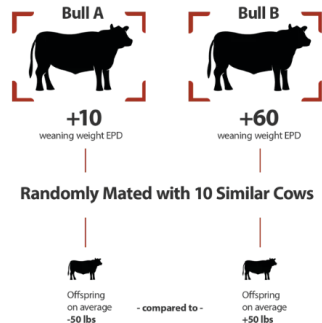 Bull A Bull B
+10 +60
weaning weight EPD weaning weight EPD
Randomly Mated with 10 Similar Cows
Offspring Offspring
on average - compared to - on average
-50 lbs +50 lbs